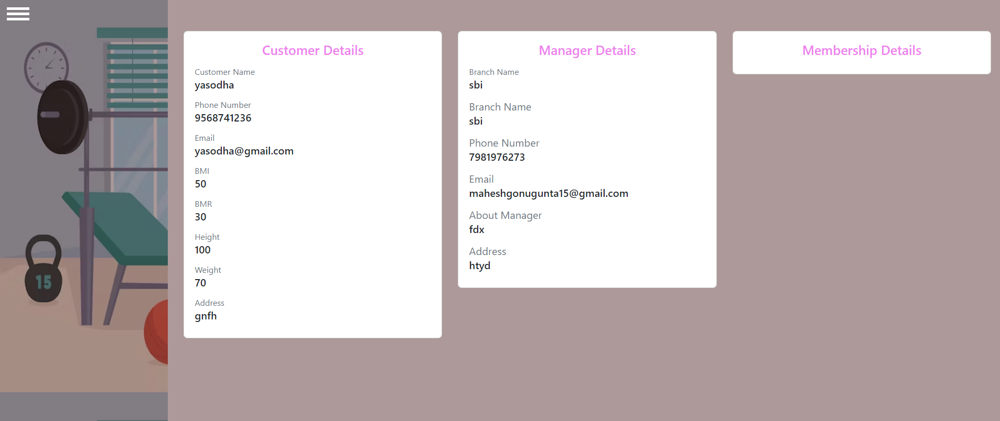 Customer Details
Customer Name
yasodha
Phone Number
9568741236
Email
yasodha@gmail.com
BMI
50
BMR
30
Height
100
Weight
70
Address
gnfh
Manager Details
Branch Name
sbi
Branch Name
sbi
Phone Number
7981976273
Email
maheshgonugunta15@gmail.com
About Manager
fdx
Address
htyd
Membership Details
15